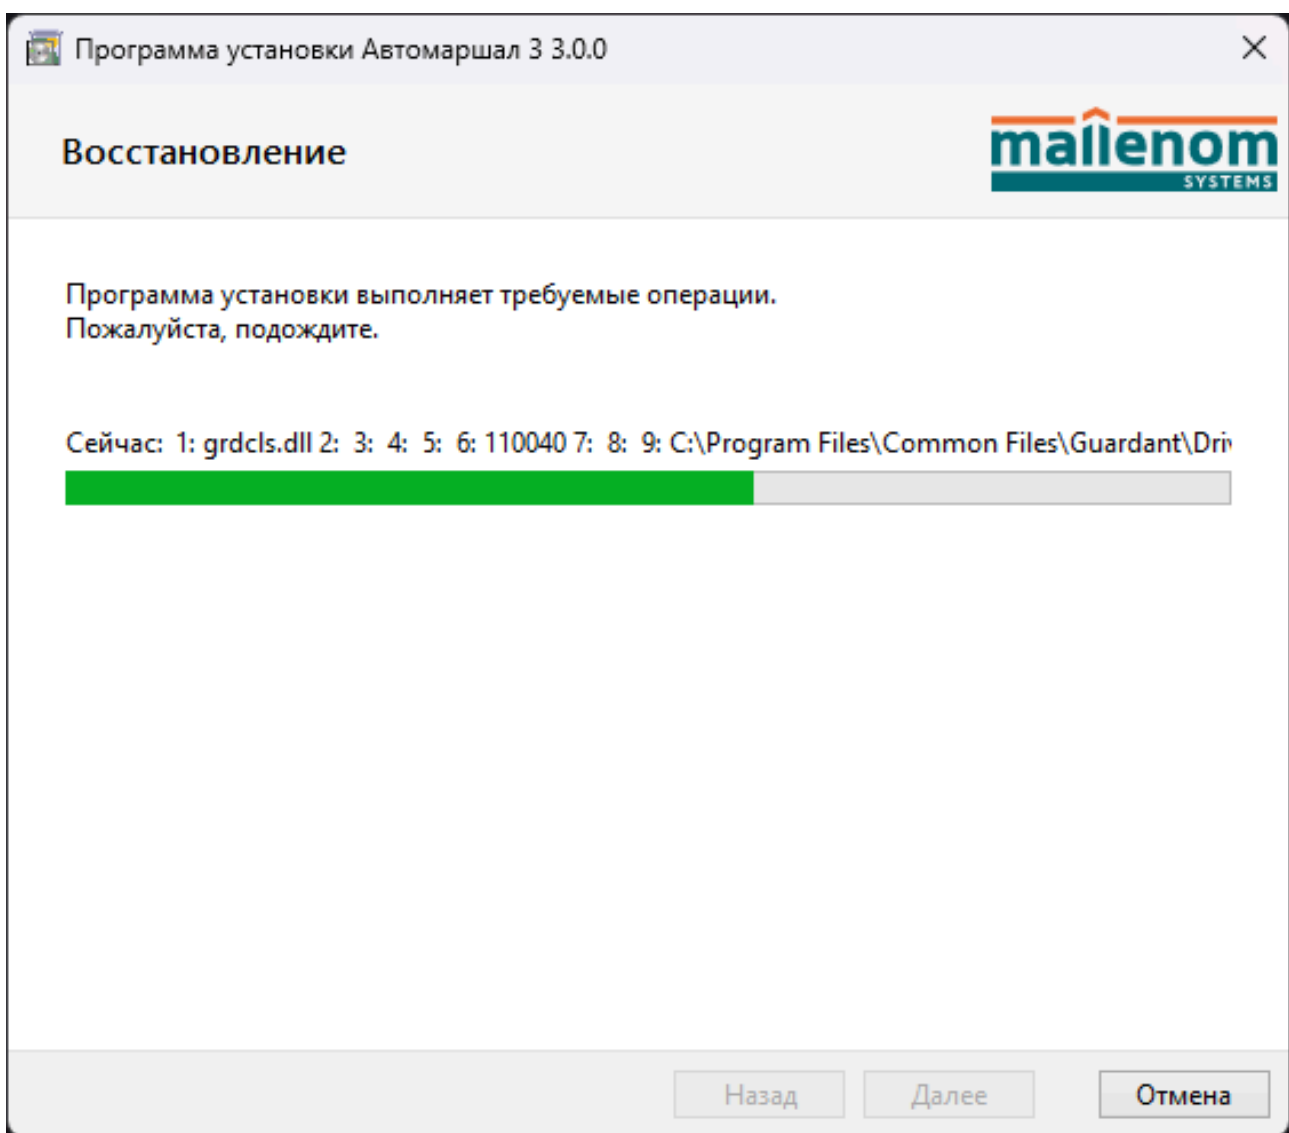 Программа установки Автомаршал 3 3.0.0
Восстановление
mallenom
SYSTEMS
Программа установки выполняет требуемые операции.
Пожалуйста, подождите.
Сейчас: 1: grdcls.dll 2: 3: 4: 5: 6: 110040 7: 8: 9: C:\Program Files\Common Files\Guardant\Dri
Назад
Далее
Отмена